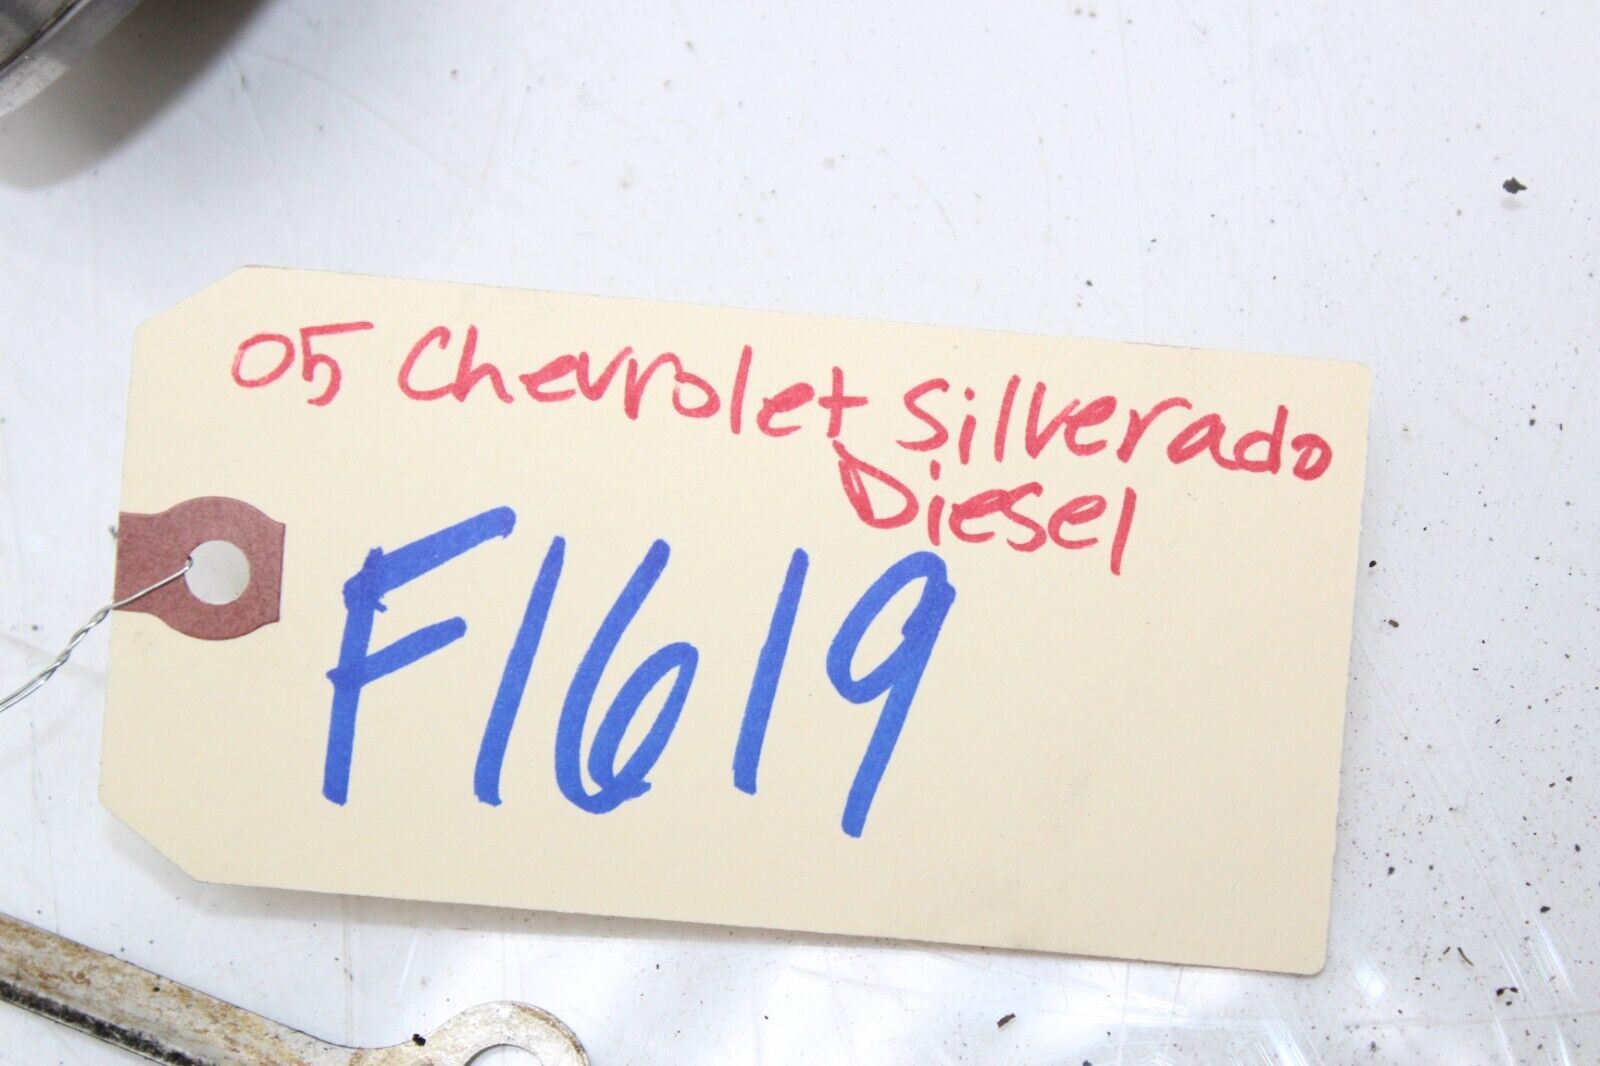 05 Chevrolet Silverado
Diesel
F1619